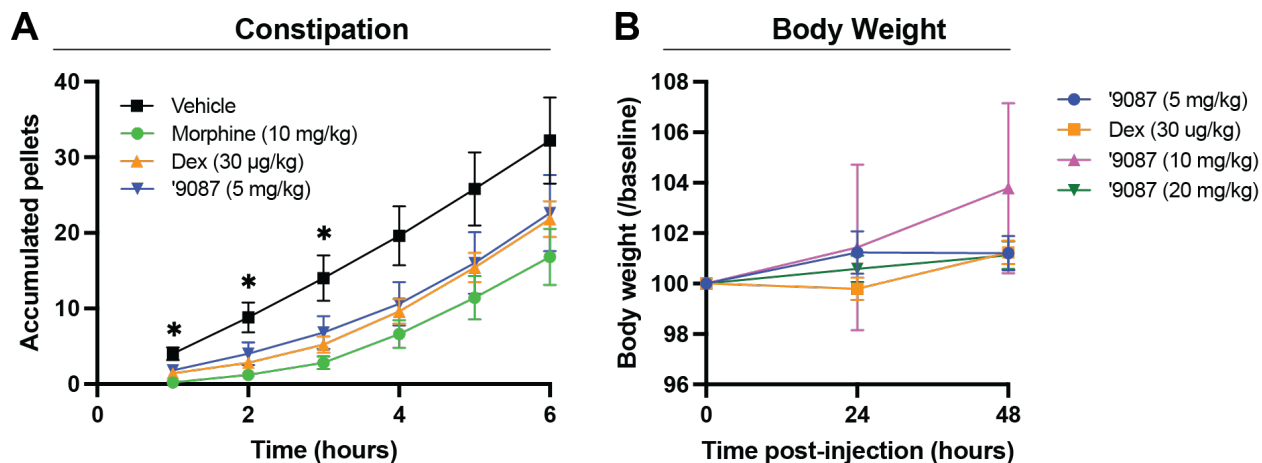 A
Constipation
Accumulated pellets
40
30
20
10
0
Vehicle
Morphine (10 mg/kg)
Dex (30 µg/kg)
'9087 (5 mg/kg)
*
*
*
0
2
4
6
Time (hours)
B
Body Weight
Body weight (/baseline)
108
106
104
102
100
98
96
0
24
48
Time post-injection (hours)
'9087 (5 mg/kg)
Dex (30 ug/kg)
'9087 (10 mg/kg)
'9087 (20 mg/kg)